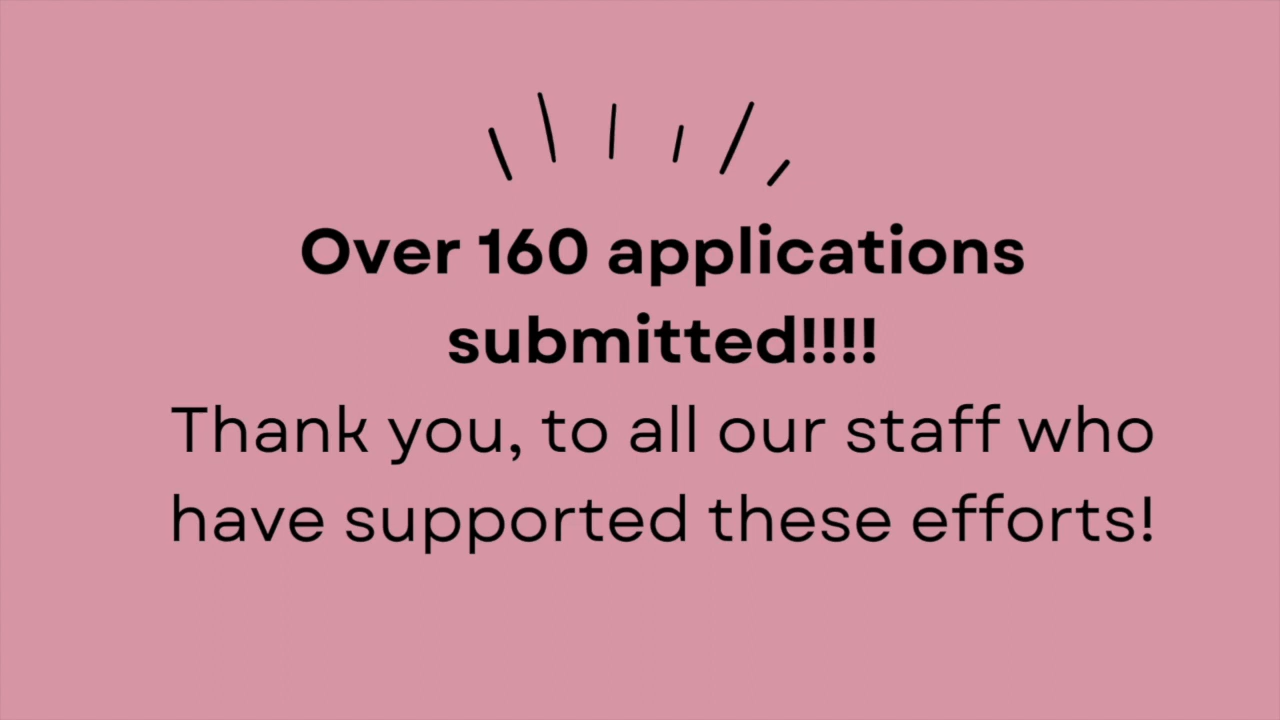 Over 160 applications
submitted!!!!
Thank you, to all our staff who
have supported these efforts!